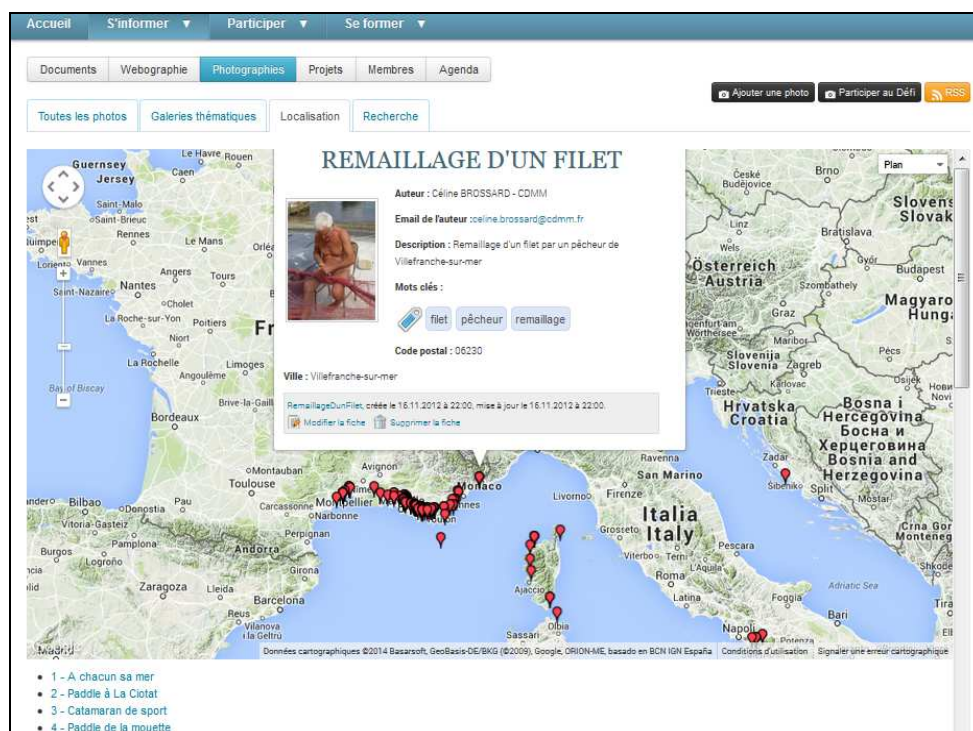 Accueil S'informer ▼ Participer ▼ Se former ▼
Documents Webographie Photographies Projets Membres Agenda
Ajouter une photo Participer au Défi RSS
Toutes les photos Galeries thématiques Localisation Recherche
REMAILLAGE D'UN FILET
Auteur : Céline BROSSARD - CDMM
Email de l'auteur :celine.brossard@cdmm.fr
Description : Remaillage d'un filet par un pêcheur de
Villefranche-sur-mer
Mots clés :
filet pêcheur remaillage
Code postal : 06230
Ville : Villefranche-sur-mer
RemaillageDunFilet, créée le 16.11.2012 à 22:00, mise à jour le 16.11.2012 à 22:00.
Modifier la fiche Supprimer la fiche
Plan
Guernsey
Jersey
Le Havre
Rouen
Caen
Saint-Malo
Saint-Brieuc
Rennes
Le Mans
Vannes
Angers
Tours
Saint-Nazaire
Nantes
Cholet
La Roche-sur-Yon
Poitiers
Niort
La Rochelle
Limoges
Angoulême
Bay of Biscay
Bordeaux
Montauban
Toulouse
Avignon
Montpellier
Monaco
Carcassonne
Narbonne
Perpignan
Bilbao
Donostia
Pau
Vitoria-Gasteiz
Pamplona
Burgos
Logroño
Andorra
Girona
Zaragoza
Lleida
Barcelona
Reus
Vilanova
i la Geltrú
Madrid
České
Budějovice
Brno
Slovens
Slovak
Linz
Wels
Bratislava
Österreich
Austria
Győr
Budapest
Szombathely
Magyaro
Hunga
Graz
Maribor
Pécs
Slovenija
Slovenia
Zagreb
Trieste
Karlovac
Osijek
Hrvatska
Croatia
Bosna i
Hercegovina
Босна и
Херцеговина
Bosnia and
Herzegovina
Zadar
Šibenik
Split
Mostar
Crna Gor
Monteneg
Ravenna
San Marino
Livorno
Firenze
Italia
Italy
Grosseto
Pescara
Viterbo
Terni
L'Aquila
Roma
Latina
Foggia
Bari
Adriatic Sea
Napoli
Potenza
Ajaccio
Olbia
Sassari
Données cartographiques ©2014 Basarsoft, GeoBasis-DE/BKG (©2009), Google, ORION-ME, basado en BCN IGN España Conditions d'utilisation Signaler une erreur cartographique
1 - A chacun sa mer
2 - Paddle à La Ciotat
3 - Catamaran de sport
4 - Paddle de la mouette